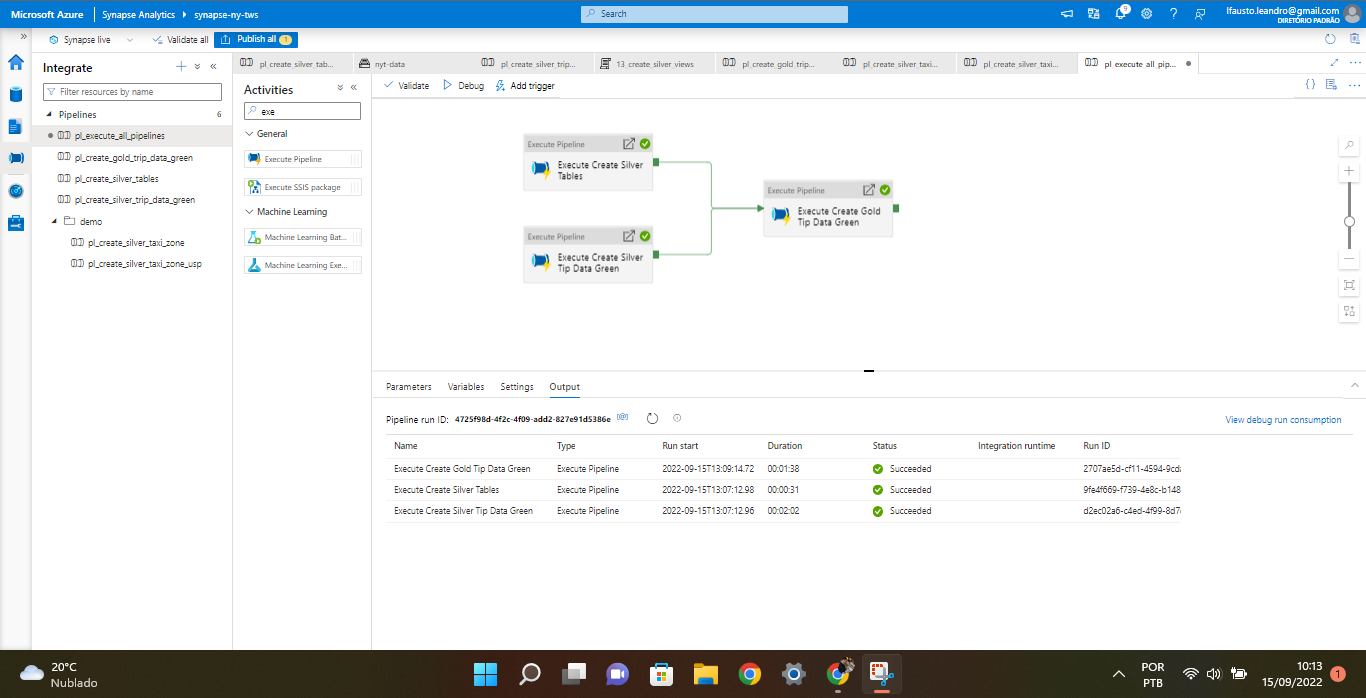 Microsoft Azure
Synapse Analytics
synapse-ny-tws
Search
9
lfausto.leandro@gmail.com
DIRETÓRIO PADRÃO
Synapse live
Validate all
Publish all 1
Integrate
Filter resources by name
Pipelines 6
pl_execute_all_pipelines
pl_create_gold_trip_data_green
pl_create_silver_tables
pl_create_silver_trip_data_green
demo
pl_create_silver_taxi_zone
pl_create_silver_taxi_zone_usp
pl_create_silver_tab...
nyt-data
pl_create_silver_trip...
13_create_silver_views
pl_create_gold_trip...
pl_create_silver_taxi...
pl_create_silver_taxi...
pl_execute_all_pip...
Activities
exe
General
Execute Pipeline
Execute SSIS package
Machine Learning
Machine Learning Bat...
Machine Learning Exe...
Validate
Debug
Add trigger
{}
Execute Pipeline
Execute Create Silver
Tables
Execute Pipeline
Execute Create Silver
Tip Data Green
Execute Pipeline
Execute Create Gold
Tip Data Green
Parameters
Variables
Settings
Output
Pipeline run ID: 4725f98d-4f2c-4f09-add2-827e91d5386e
View debug run consumption
Name Type Run start Duration Status Integration runtime Run ID
Execute Create Gold Tip Data Green Execute Pipeline 2022-09-15T13:09:14.72 00:01:38 Succeeded 2707ae5d-cf11-4594-9cd
Execute Create Silver Tables Execute Pipeline 2022-09-15T13:07:12.98 00:00:31 Succeeded 9fe4f669-f739-4e8c-b148
Execute Create Silver Tip Data Green Execute Pipeline 2022-09-15T13:07:12.96 00:02:02 Succeeded d2ec02a6-c4ed-4f99-8d7
20°C
Nublado
POR
PTB
10:13
15/09/2022
1